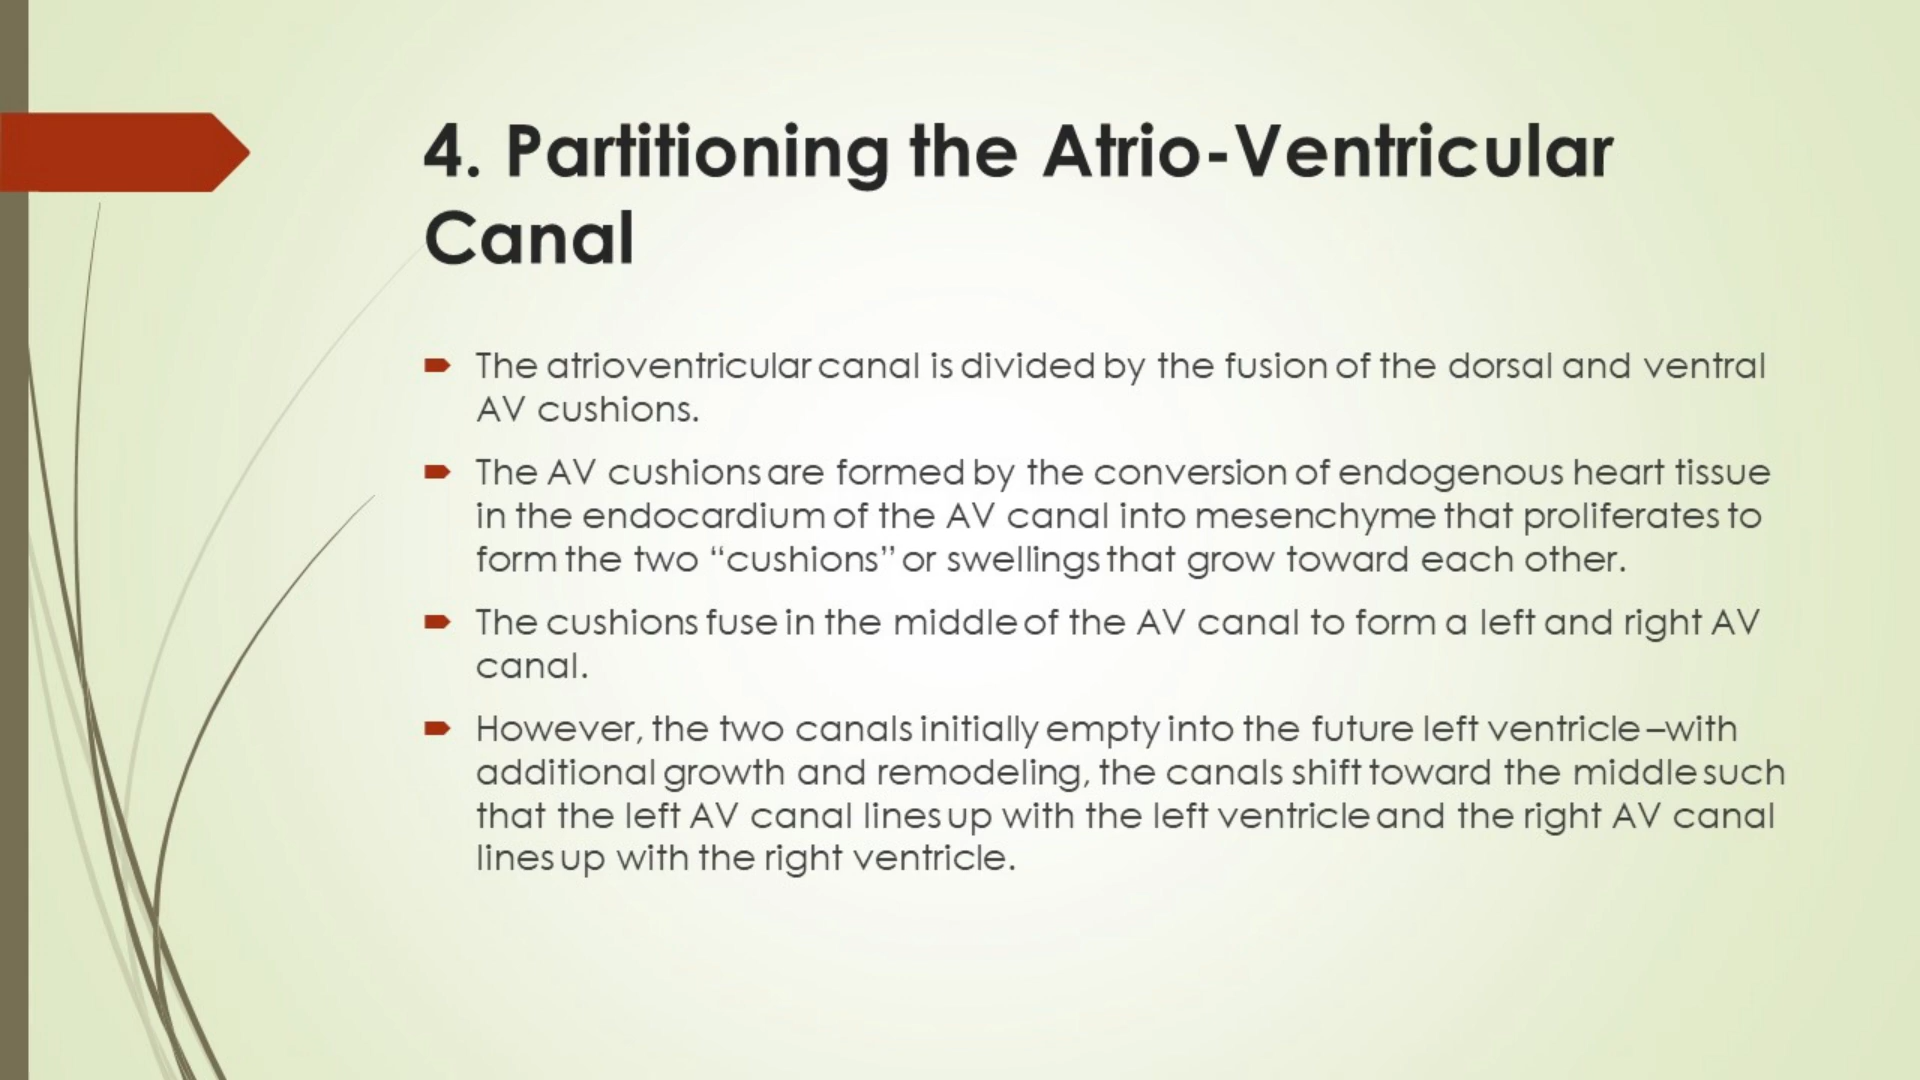 4. Partitioning the Atrio-Ventricular
Canal
The atrioventricular canal is divided by the fusion of the dorsal and ventral
AV cushions.
The AV cushions are formed by the conversion of endogenous heart tissue
in the endocardium of the AV canal into mesenchyme that proliferates to
form the two “cushions” or swellings that grow toward each other.
The cushions fuse in the middle of the AV canal to form a left and right AV
canal.
However, the two canals initially empty into the future left ventricle –with
additional growth and remodeling, the canals shift toward the middle such
that the left AV canal lines up with the left ventricle and the right AV canal
lines up with the right ventricle.